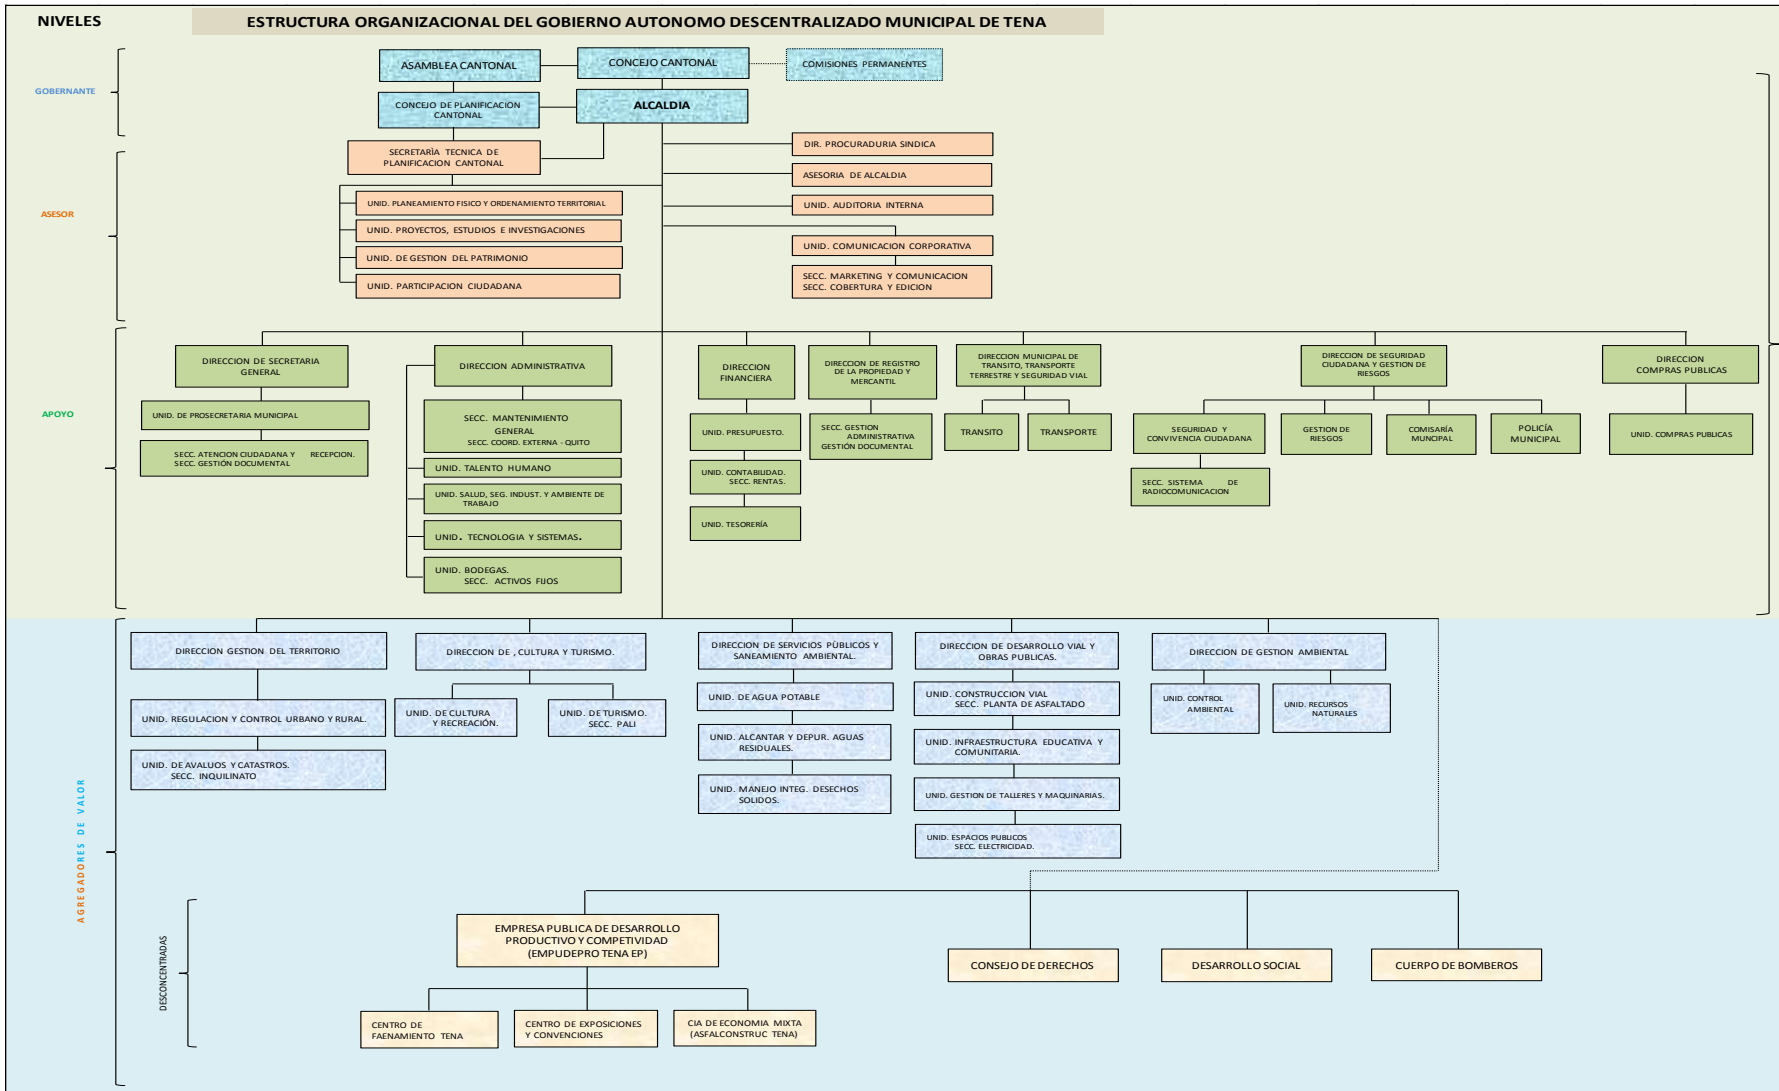 NIVELES
ESTRUCTURA ORGANIZACIONAL DEL GOBIERNO AUTONOMO DESCENTRALIZADO MUNICIPAL DE TENA
GOBERNANTE
ASAMBLEA CANTONAL
CONCEJO CANTONAL
COMISIONES PERMANENTES
CONCEJO DE PLANIFICACION
CANTONAL
ALCALDIA
ASESOR
SECRETARÌA TECNICA DE
PLANIFICACION CANTONAL
DIR. PROCURADURIA SINDICA
ASESORIA DE ALCALDIA
UNID. AUDITORIA INTERNA
UNID. PLANEAMIENTO FISICO Y ORDENAMIENTO TERRITORIAL
UNID. PROYECTOS, ESTUDIOS E INVESTIGACIONES
UNID. DE GESTION DEL PATRIMONIO
UNID. PARTICIPACION CIUDADANA
UNID. COMUNICACION CORPORATIVA
SECC. MARKETING Y COMUNICACION
SECC. COBERTURA Y EDICION
APOYO
DIRECCION DE SECRETARIA
GENERAL
UNID. DE PROSECRETARIA MUNICIPAL
SECC. ATENCION CIUDADANA Y RECEPCION.
SECC. GESTIÓN DOCUMENTAL
DIRECCION ADMINISTRATIVA
SECC. MANTENIMIENTO
GENERAL
SECC. COORD. EXTERNA - QUITO
UNID. TALENTO HUMANO
UNID. SALUD, SEG. INDUST. Y AMBIENTE DE
TRABAJO
UNID. TECNOLOGIA Y SISTEMAS.
UNID. BODEGAS.
SECC. ACTIVOS FIJOS
DIRECCION
FINANCIERA
UNID. PRESUPUESTO.
UNID. CONTABILIDAD.
SECC. RENTAS.
UNID. TESORERÍA
DIRECCION DE REGISTRO
DE LA PROPIEDAD Y
MERCANTIL
SECC. GESTION
ADMINISTRATIVA
GESTIÓN DOCUMENTAL
DIRECCION MUNICIPAL DE
TRANSITO, TRANSPORTE
TERRESTRE Y SEGURIDAD VIAL
TRANSITO
TRANSPORTE
DIRECCION DE SEGURIDAD
CIUDADANA Y GESTION DE
RIESGOS
SEGURIDAD Y
CONVIVENCIA CIUDADANA
SECC. SISTEMA DE
RADIOCOMUNICACION
GESTION DE
RIESGOS
COMISARÍA
MUNCIPAL
POLICÍA
MUNICIPAL
DIRECCION
COMPRAS PUBLICAS
UNID. COMPRAS PUBLICAS
AGREGADORES DE VALOR
DIRECCION GESTION DEL TERRITORIO
UNID. REGULACION Y CONTROL URBANO Y RURAL.
UNID. DE AVALUOS Y CATASTROS.
SECC. INQUILINATO
DIRECCION DE , CULTURA Y TURISMO.
UNID. DE CULTURA
Y RECREACIÓN.
UNID. DE TURISMO.
SECC. PALI
DIRECCION DE SERVICIOS PÙBLICOS Y
SANEAMIENTO AMBIENTAL.
UNID. DE AGUA POTABLE
UNID. ALCANTAR Y DEPUR. AGUAS
RESIDUALES.
UNID. MANEJO INTEG. DESECHOS
SOLIDOS.
DIRECCION DE DESARROLLO VIAL Y
OBRAS PUBLICAS.
UNID. CONSTRUCCION VIAL
SECC. PLANTA DE ASFALTADO
UNID. INFRAESTRUCTURA EDUCATIVA Y
COMUNITARIA.
UNID. GESTION DE TALLERES Y MAQUINARIAS.
UNID. ESPACIOS PUBLICOS
SECC. ELECTRICIDAD.
DIRECCION DE GESTION AMBIENTAL
UNID. CONTROL
AMBIENTAL
UNID. RECURSOS
NATURALES
DESCONCENTRADAS
EMPRESA PUBLICA DE DESARROLLO
PRODUCTIVO Y COMPETIVIDAD
(EMPUDEPRO TENA EP)
CENTRO DE
FAENAMIENTO TENA
CENTRO DE EXPOSICIONES
Y CONVENCIONES
CIA DE ECONOMIA MIXTA
(ASFALCONSTRUC TENA)
CONSEJO DE DERECHOS
DESARROLLO SOCIAL
CUERPO DE BOMBEROS